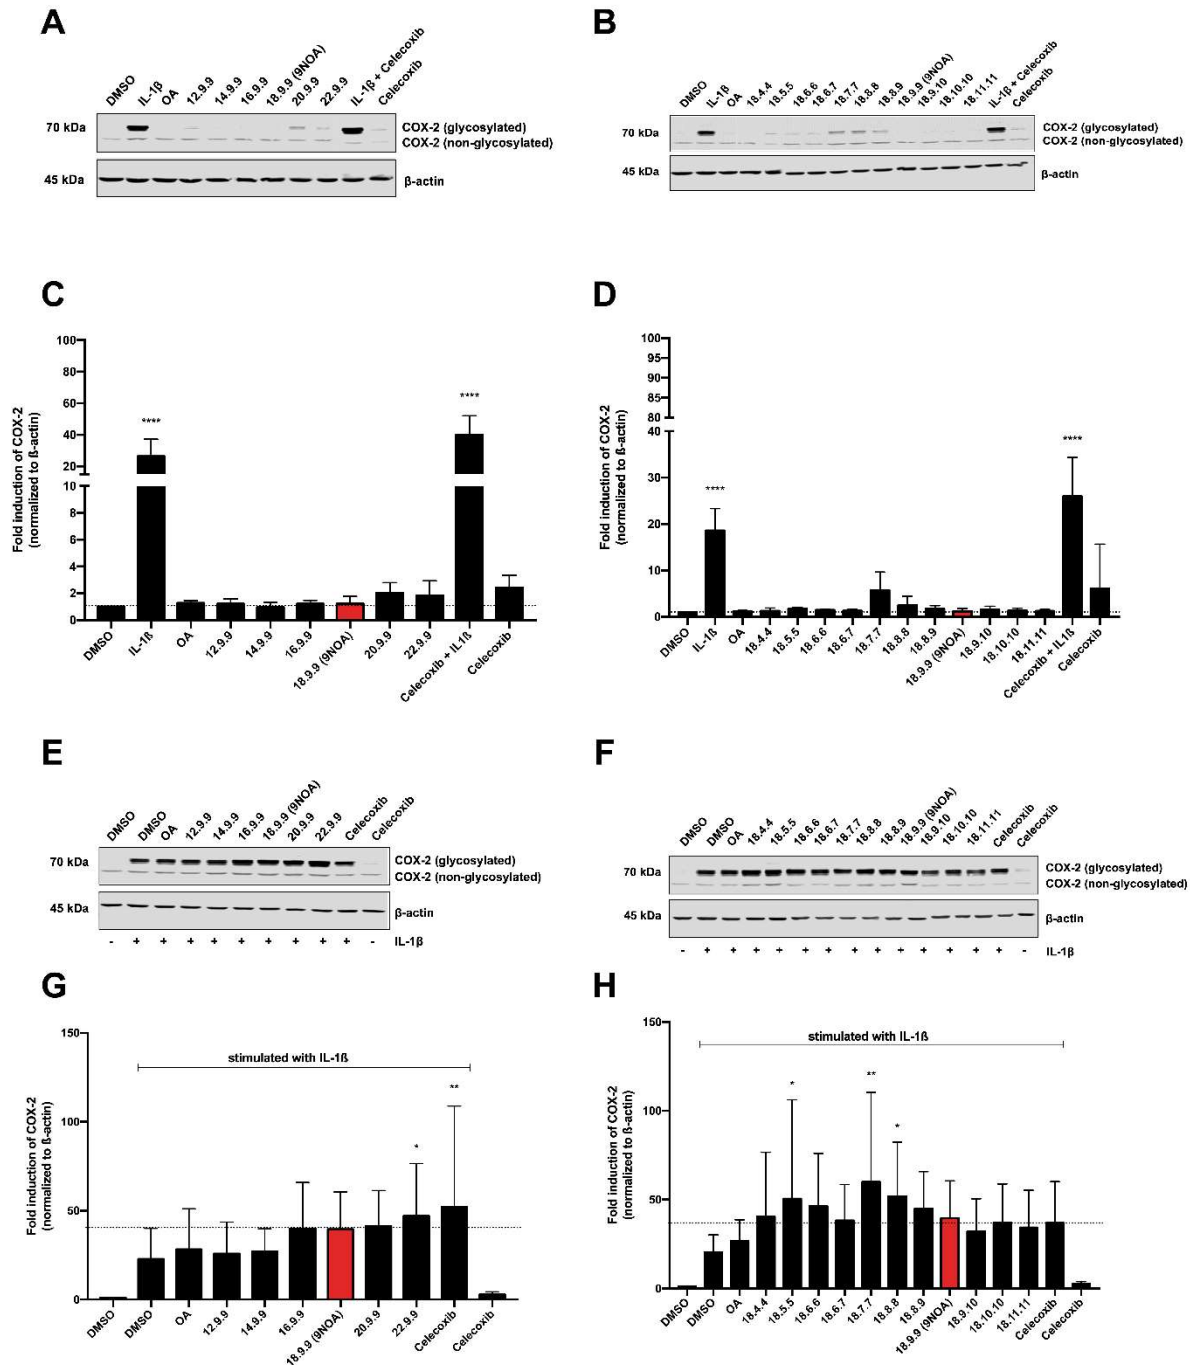 A
DMSO
IL-1β
OA
12.9.9
14.9.9
16.9.9
18.9.9 (9NOA)
20.9.9
22.9.9
IL-1β + Celecoxib
Celecoxib
70 kDa
COX-2 (glycosylated)
COX-2 (non-glycosylated)
45 kDa
β-actin
B
DMSO
IL-1β
OA
18.4.4
18.5.5
18.6.6
18.6.7
18.7.7
18.8.8
18.8.9
18.9.9 (9NOA)
18.9.10
18.10.10
18.11.11
IL-1β + Celecoxib
Celecoxib
70 kDa
COX-2 (glycosylated)
COX-2 (non-glycosylated)
45 kDa
β-actin
C
Fold induction of COX-2
(normalized to ß-actin)
100
80
60
40
20
10
8
6
4
2
0
****
****
DMSO
IL-1ß
OA
12.9.9
14.9.9
16.9.9
18.9.9 (9NOA)
20.9.9
22.9.9
Celecoxib + IL1ß
Celecoxib
D
Fold induction of COX-2
(normalized to ß-actin)
100
95
90
85
80
40
30
20
10
0
****
****
DMSO
IL-1ß
OA
18.4.4
18.5.5
18.6.6
18.6.7
18.7.7
18.8.8
18.8.9
18.9.9 (9NOA)
18.9.10
18.10.10
18.11.11
Celecoxib + IL1ß
Celecoxib
E
DMSO
DMSO
OA
12.9.9
14.9.9
16.9.9
18.9.9 (9NOA)
20.9.9
22.9.9
Celecoxib
Celecoxib
70 kDa
COX-2 (glycosylated)
COX-2 (non-glycosylated)
45 kDa
β-actin
- + + + + + + + + + - IL-1β
F
DMSO
DMSO
OA
18.4.4
18.5.5
18.6.6
18.6.7
18.7.7
18.8.8
18.8.9
18.9.9 (9NOA)
18.9.10
18.10.10
18.11.11
Celecoxib
Celecoxib
70 kDa
COX-2 (glycosylated)
COX-2 (non-glycosylated)
45 kDa
β-actin
- + + + + + + + + + + + + + + - IL-1β
G
Fold induction of COX-2
(normalized to ß-actin)
150
100
50
0
stimulated with IL-1ß
*
**
DMSO
DMSO
OA
12.9.9
14.9.9
16.9.9
18.9.9 (9NOA)
20.9.9
22.9.9
Celecoxib
Celecoxib
H
Fold induction of COX-2
(normalized to ß-actin)
150
100
50
0
stimulated with IL-1ß
*
**
*
DMSO
DMSO
OA
18.4.4
18.5.5
18.6.6
18.6.7
18.7.7
18.8.8
18.8.9
18.9.9 (9NOA)
18.9.10
18.10.10
18.11.11
Celecoxib
Celecoxib